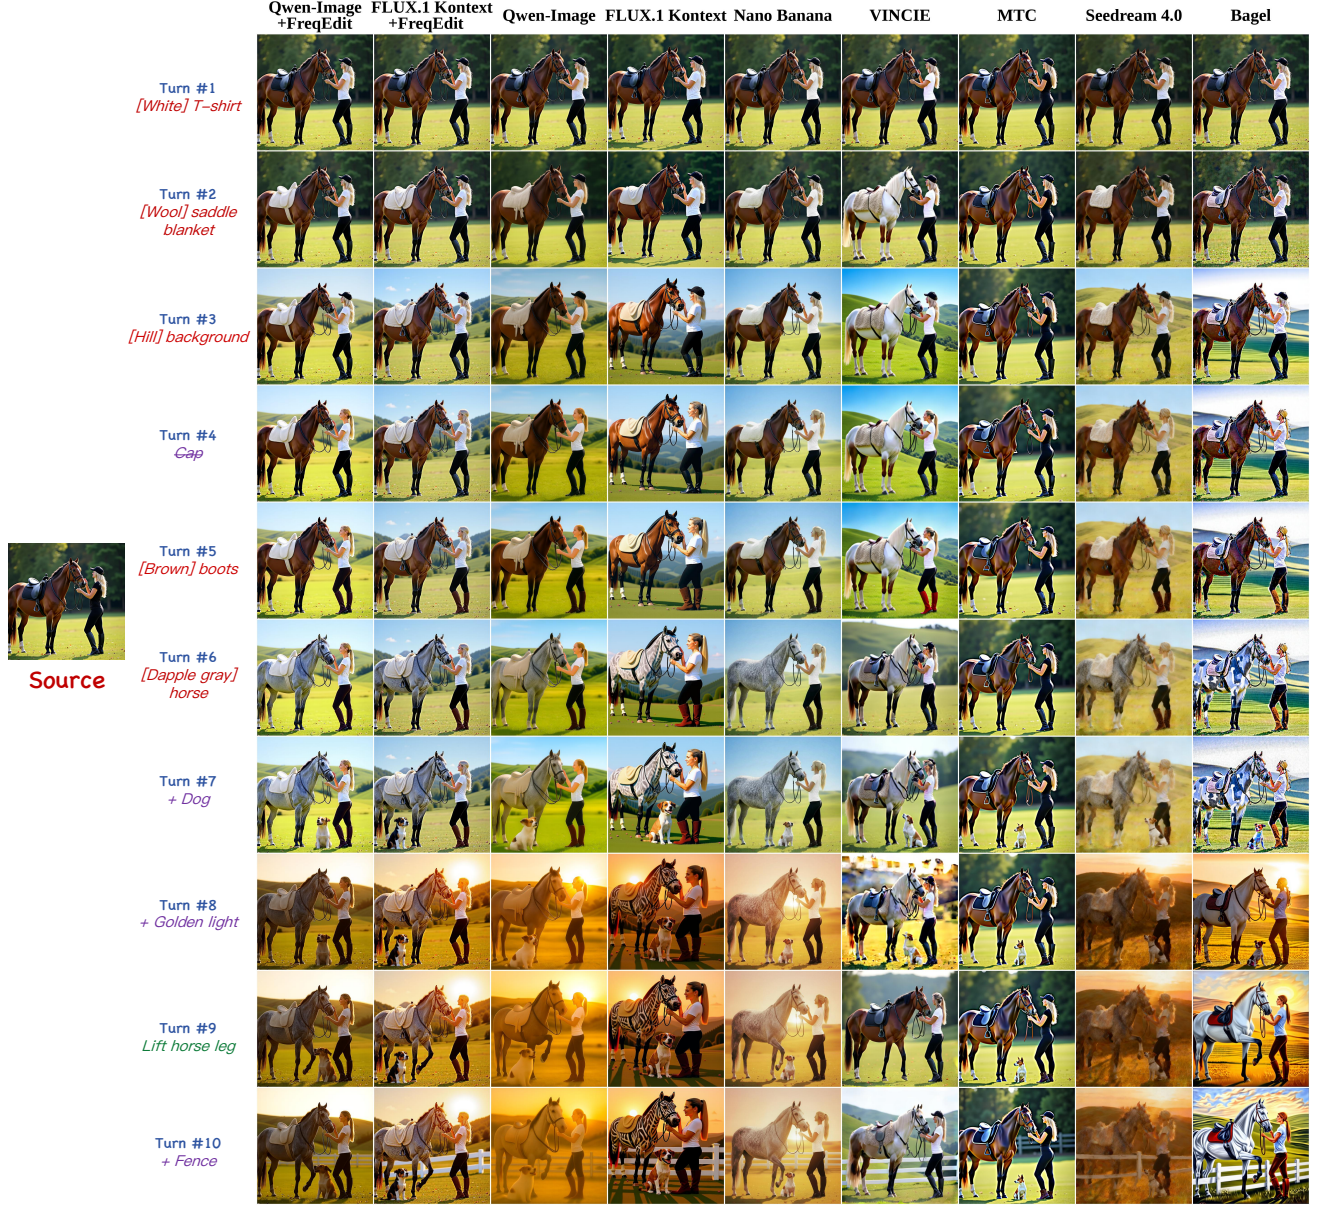 Qwen-Image
+FreqEdit
FLUX.1 Kontext
+FreqEdit
Qwen-Image
FLUX.1 Kontext
Nano Banana
VINCIE
MTC
Seedream 4.0
Bagel
Turn #1
[White] T-shirt
Turn #2
[Wool] saddle
blanket
Turn #3
[Hill] background
Turn #4
Cap
Turn #5
[Brown] boots
Source
Turn #6
[Dapple gray]
horse
Turn #7
+ Dog
Turn #8
+ Golden light
Turn #9
Lift horse leg
Turn #10
+ Fence